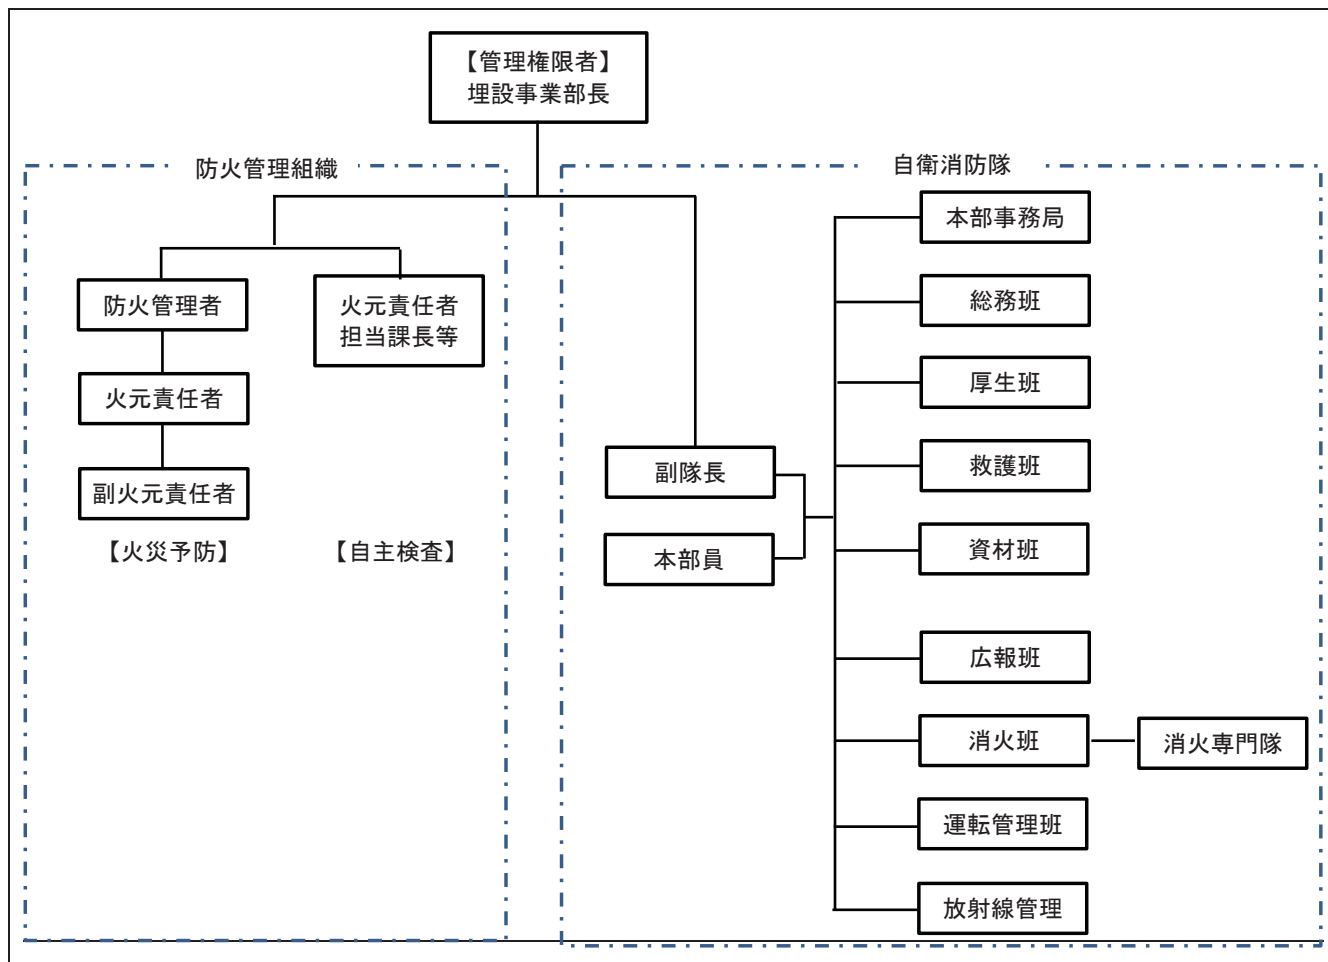 【管理権限者】
埋設事業部長
防火管理組織
防火管理者
火元責任者
副火元責任者
【火災予防】
火元責任者
担当課長等
【自主検査】
自衛消防隊
副隊長
本部員
本部事務局
総務班
厚生班
救護班
資材班
広報班
消火班
消火専門隊
運転管理班
放射線管理